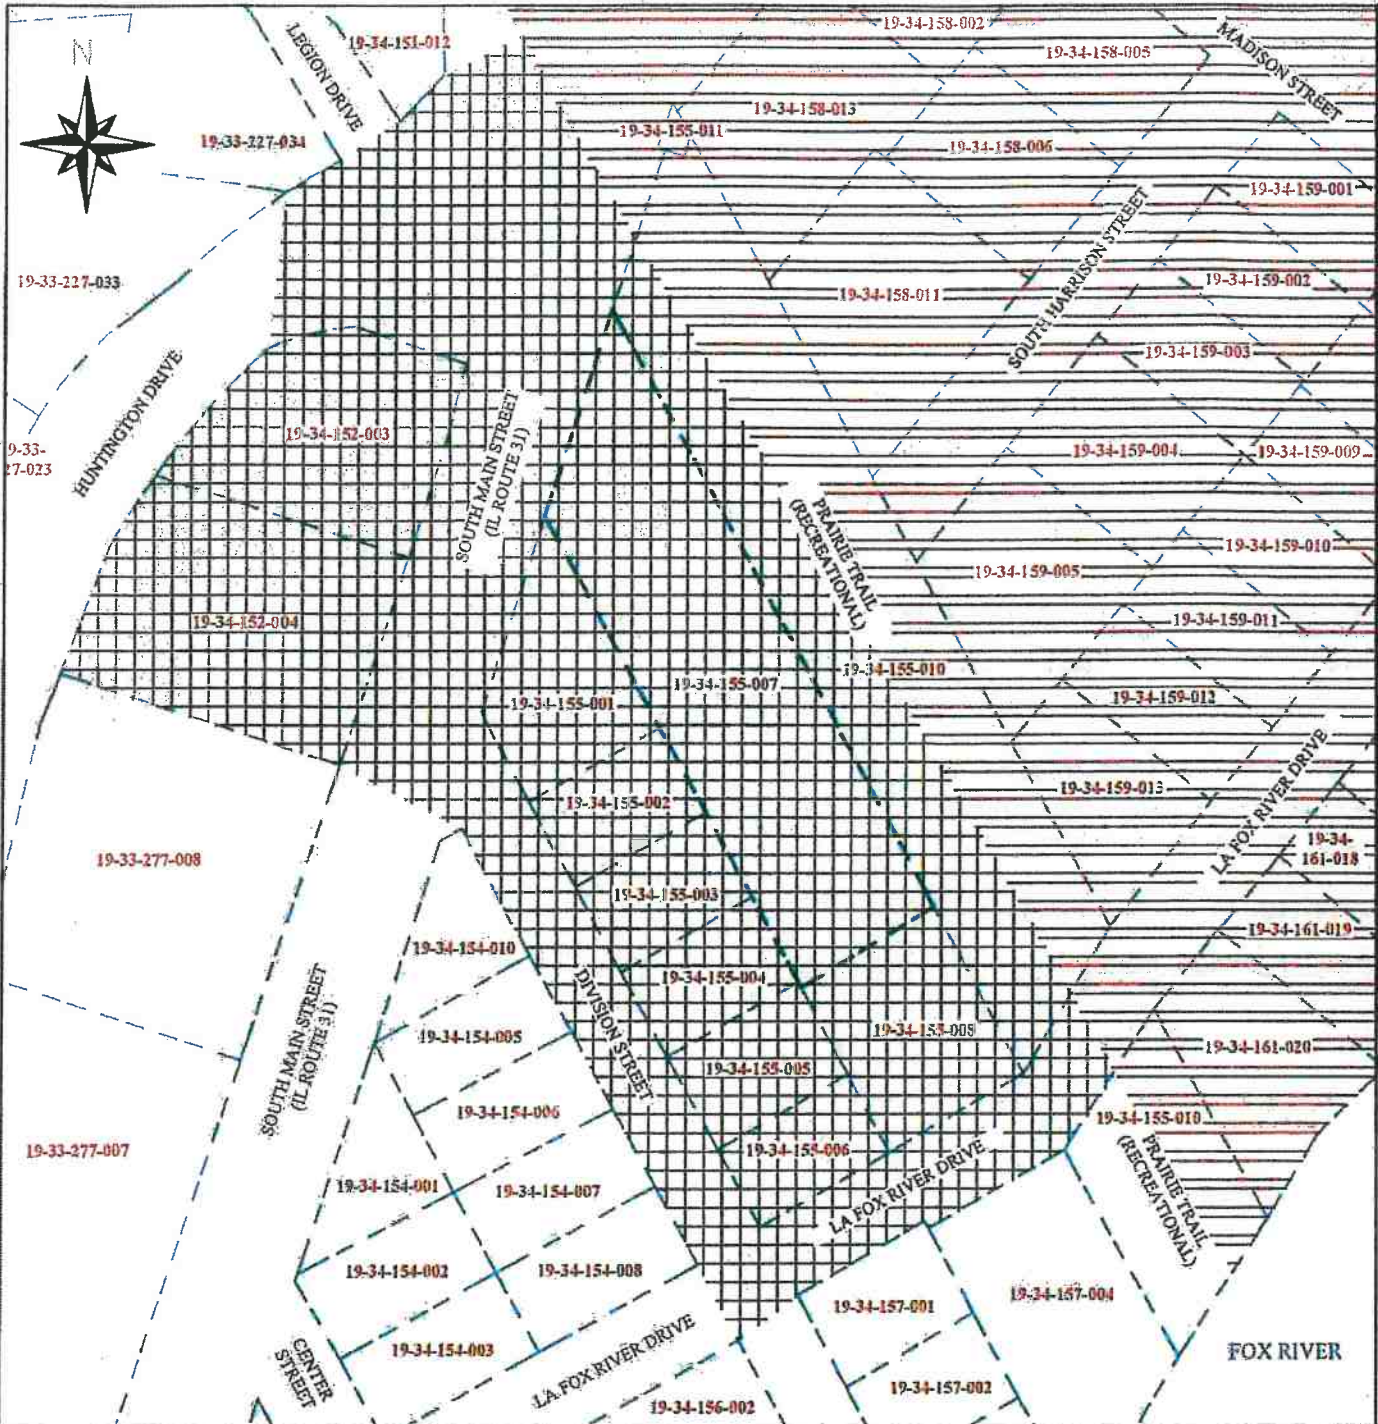 19-34-158-002
MADISON STREET
19-34-151-012
LEGION DRIVE
19-34-158-005
N
19-34-158-013
19-34-155-011
19-33-227-034
19-34-158-006
19-34-159-001
19-33-227-033
19-34-158-011
SOUTH HARRISON STREET
19-34-159-002
19-34-159-003
HUNTINGTON DRIVE
19-34-152-003
SOUTH MAIN STREET
(IL ROUTE 31)
19-34-159-004
19-34-159-009
9-33-
27-023
PRAIRIE TRAIL
(RECREATIONAL)
19-34-159-010
19-34-159-005
19-34-152-004
19-34-159-011
19-34-155-010
19-34-155-007
19-34-155-001
19-34-159-012
19-34-159-013
LA FOX RIVER DRIVE
19-34-155-002
19-34-
161-018
19-33-277-008
19-34-155-003
19-34-161-019
19-34-154-010
19-34-155-004
SOUTH MAIN STREET
(IL ROUTE 31)
DIVISION STREET
19-34-154-005
19-34-155-008
19-34-161-020
19-34-155-005
19-34-154-006
19-34-155-010
19-33-277-007
19-34-155-006
PRAIRIE TRAIL
(RECREATIONAL)
19-34-154-001
19-34-154-007
LA FOX RIVER DRIVE
19-34-154-002
19-34-154-008
19-34-157-004
19-34-157-001
19-34-154-003
CENTER
STREET
LA FOX RIVER DRIVE
FOX RIVER
19-34-157-002
19-34-156-002